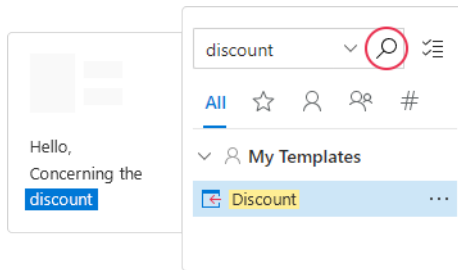 Hello,
Concerning the
discount
discount
All #
My Templates
Discount